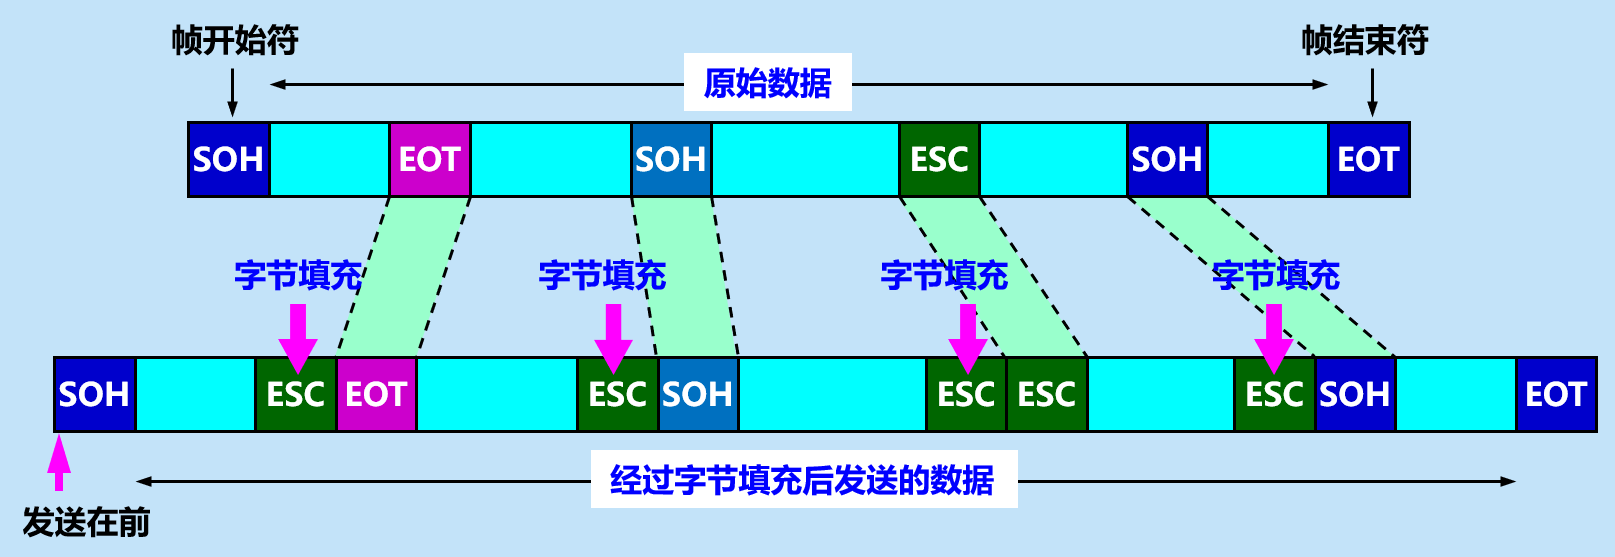 帧开始符
帧结束符
原始数据
SOH EOT SOH ESC SOH EOT
字节填充 字节填充 字节填充 字节填充
SOH ESC EOT ESC SOH ESC ESC ESC SOH EOT
经过字节填充后发送的数据
发送在前